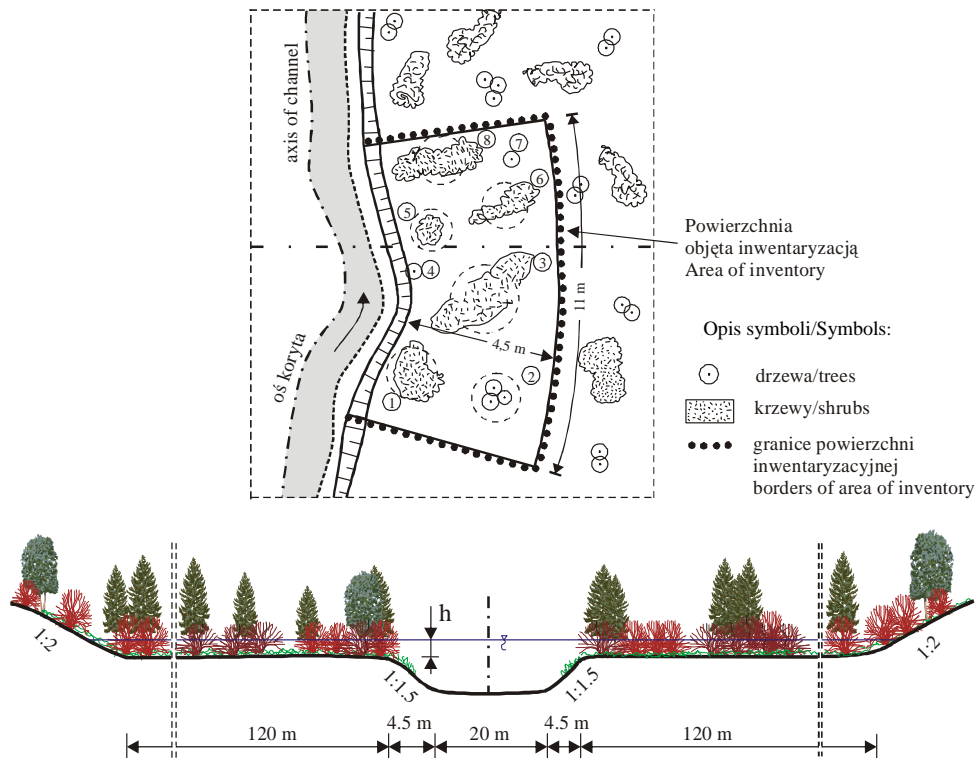 axis of channel
oś koryta
8
7
6
5
4
3
2
1
4,5 m
11 m
Powierzchnia
objęta inwentaryzacją
Area of inventory
Opis symboli/Symbols:
drzewa/trees
krzewy/shrubs
granice powierzchni
inwentaryzacyjnej
borders of area of inventory
h
1:2
1:1.5
1:1.5
1:2
120 m
4.5 m
20 m
4.5 m
120 m